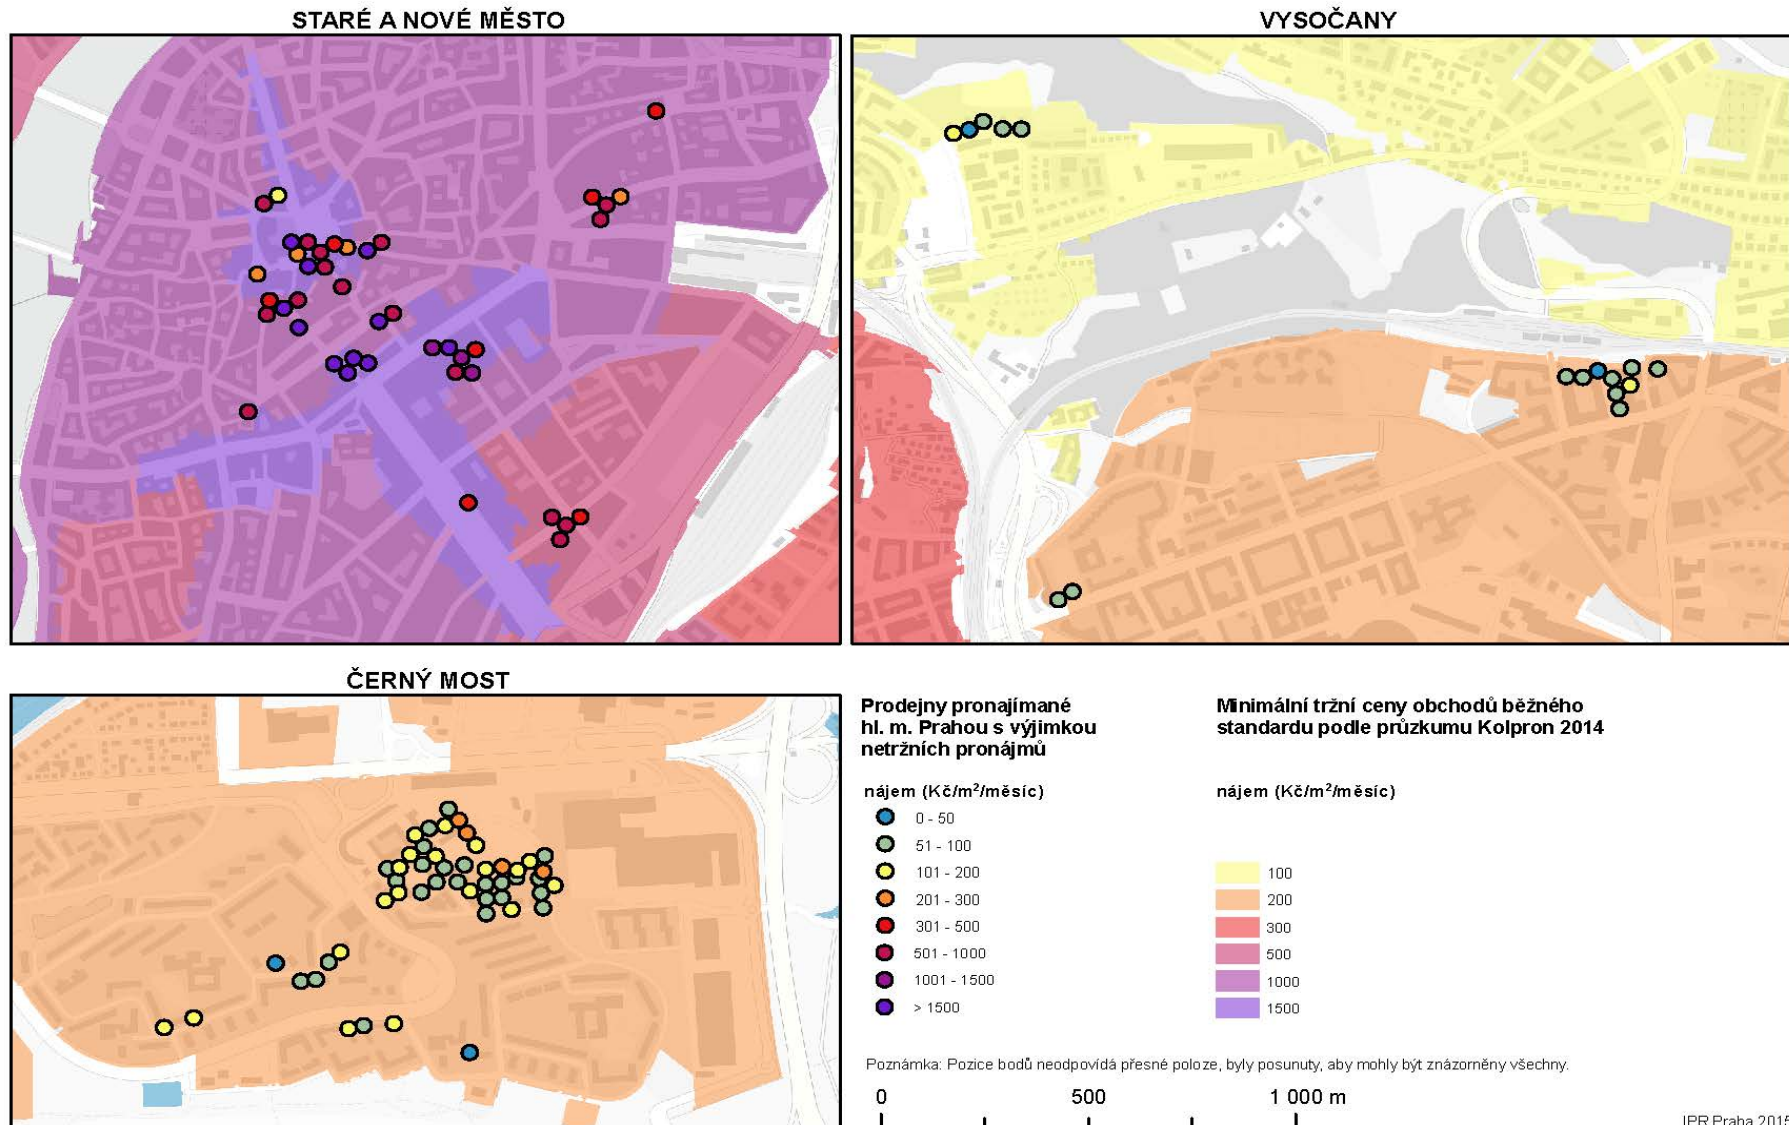 STARÉ A NOVÉ MĚSTO
VYSOČANY
ČERNÝ MOST
Prodejny pronajímané
hl. m. Prahou s výjimkou
netržních pronájmů
nájem (Kč/m²/měsíc)
0 - 50
51 - 100
101 - 200
201 - 300
301 - 500
501 - 1000
1001 - 1500
> 1500
Minimální tržní ceny obchodů běžného
standardu podle průzkumu Kolpron 2014
nájem (Kč/m²/měsíc)
100
200
300
500
1000
1500
Poznámka: Pozice bodů neodpovídá přesné poloze, byly posunuty, aby mohly být znázorněny všechny.
0 500 1 000 m
IPR Praha 2015